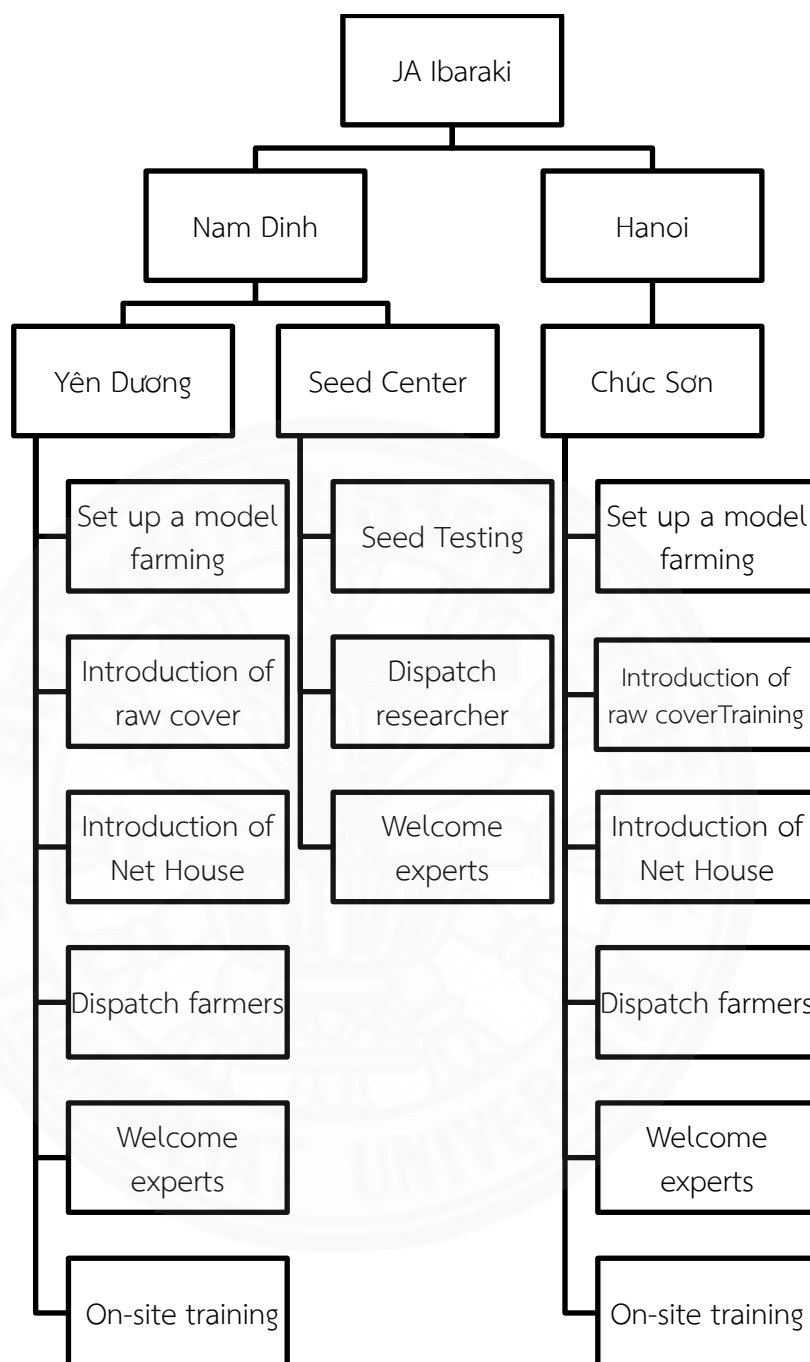 JA Ibaraki
Nam Dinh
Hanoi
Yên Dương
Seed Center
Chúc Sơn
Set up a model
farming
Seed Testing
Set up a model
farming
Introduction of
raw cover
Dispatch
researcher
Introduction of
raw coverTraining
Introduction of
Net House
Welcome
experts
Introduction of
Net House
Dispatch farmers
Dispatch farmers
Welcome
experts
Welcome
experts
On-site training
On-site training
UNIVERSITY